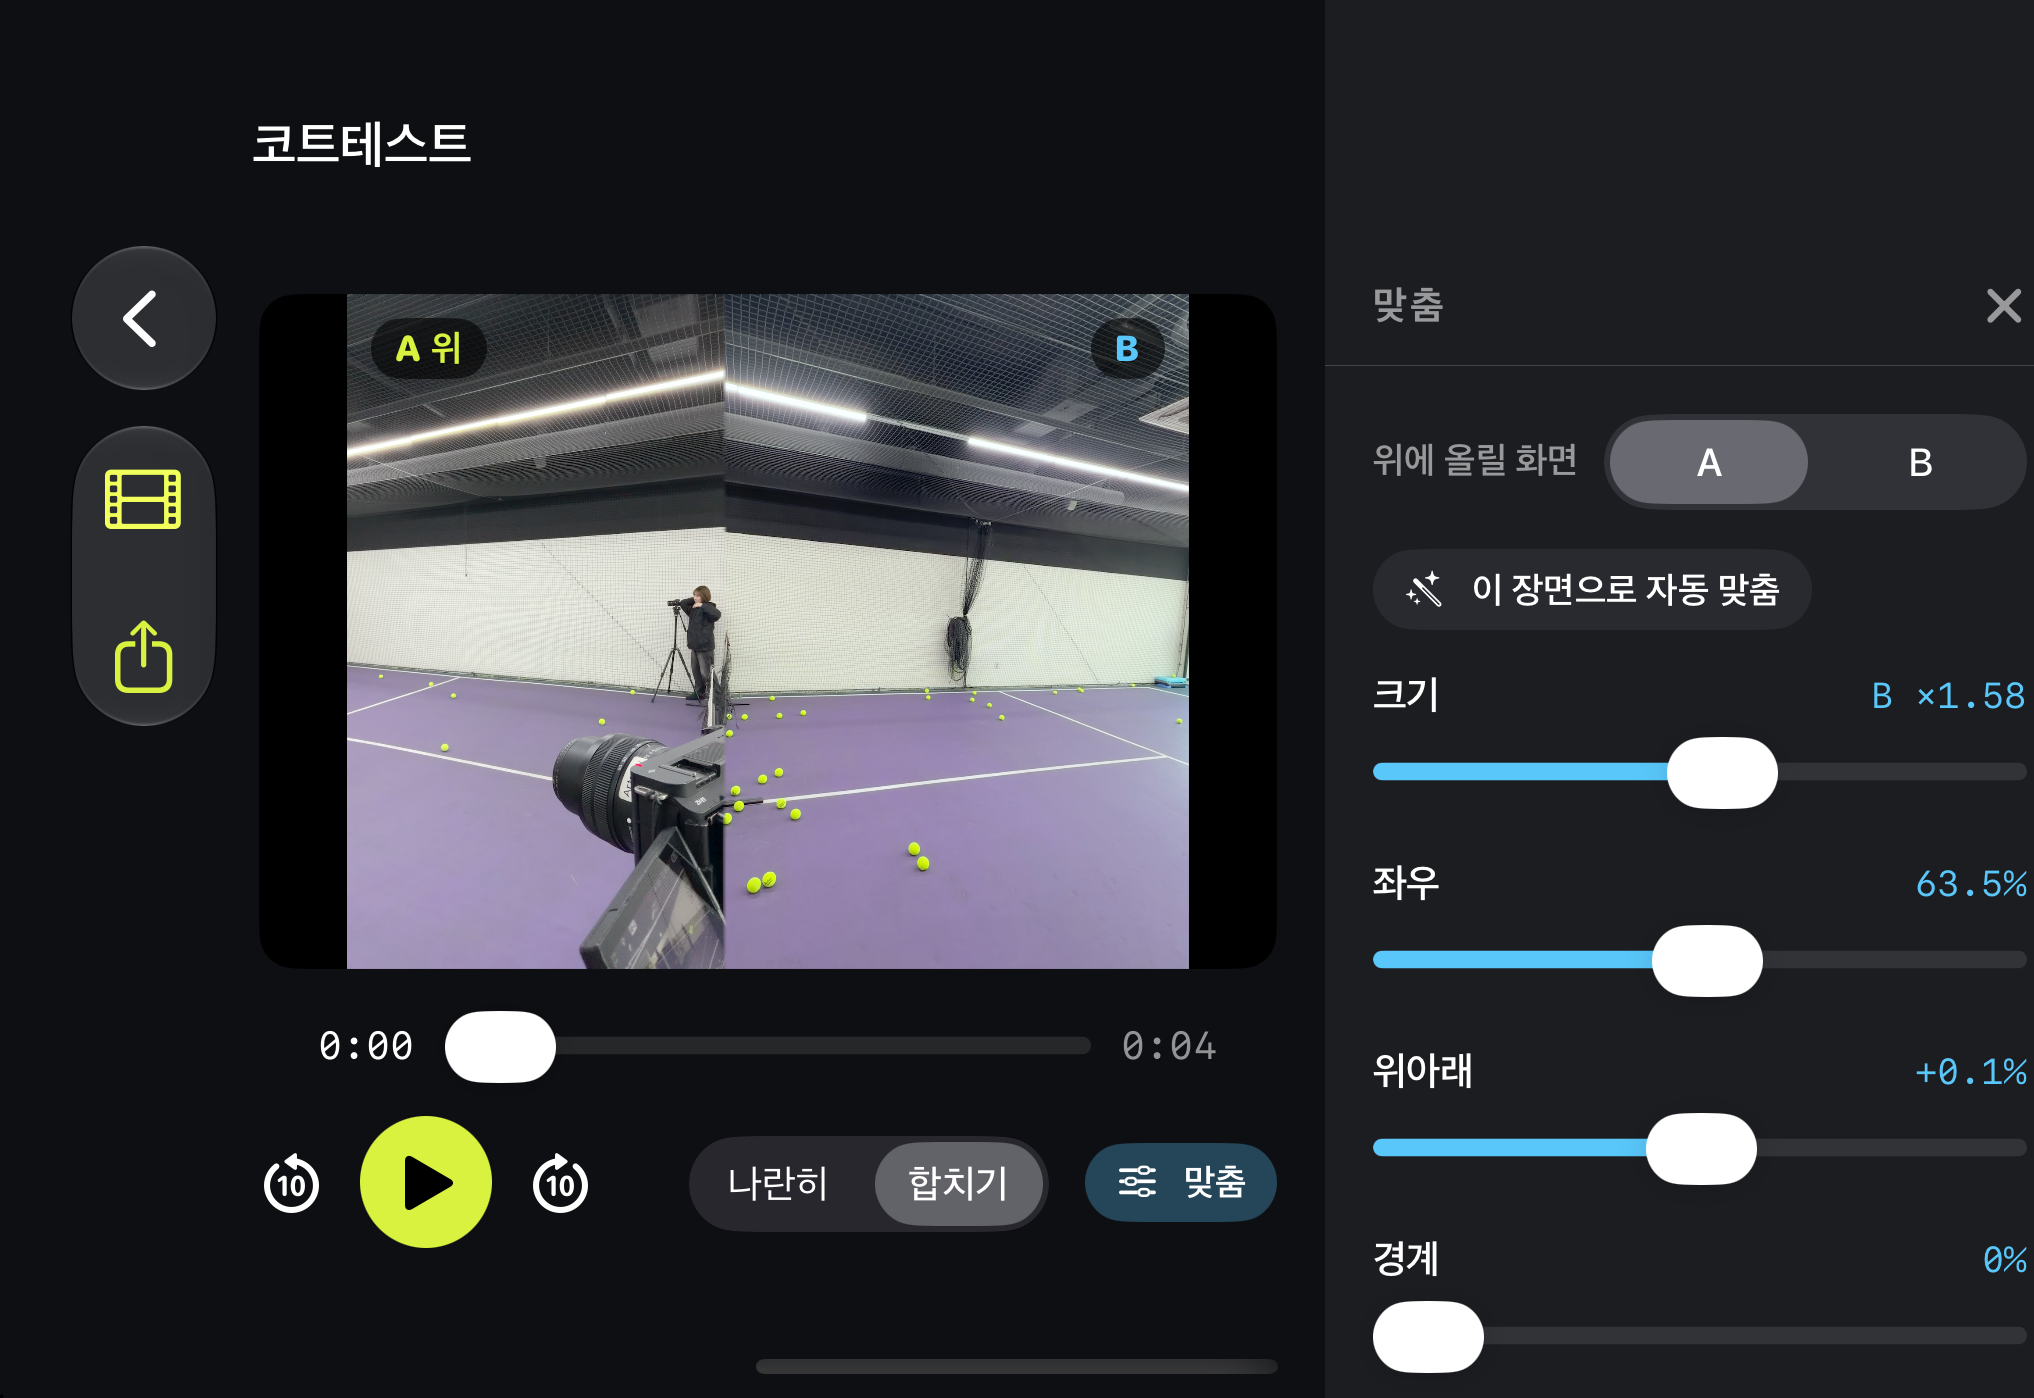 코트테스트
A 위
B
0:00
0:04
10
10
나란히
합치기
맞춤
맞춤
위에 올릴 화면
A
B
이 장면으로 자동 맞춤
크기
B ×1.58
좌우
63.5%
위아래
+0.1%
경계
0%